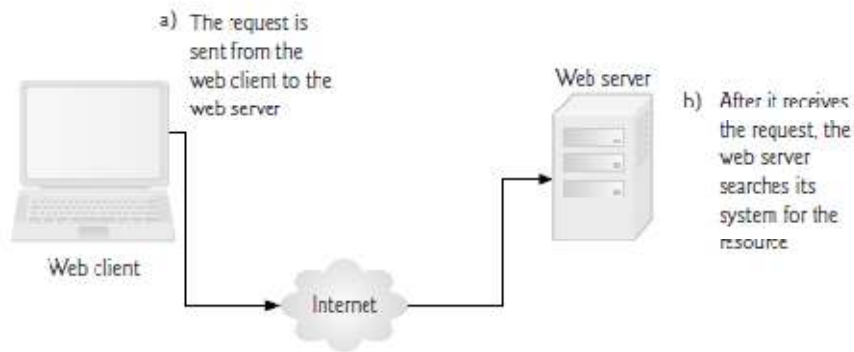 a) The request is
sent from the
web client to the
web server
Web server
b) After it receives
the request, the
web server
searches its
system for the
resource
Web client
Internet